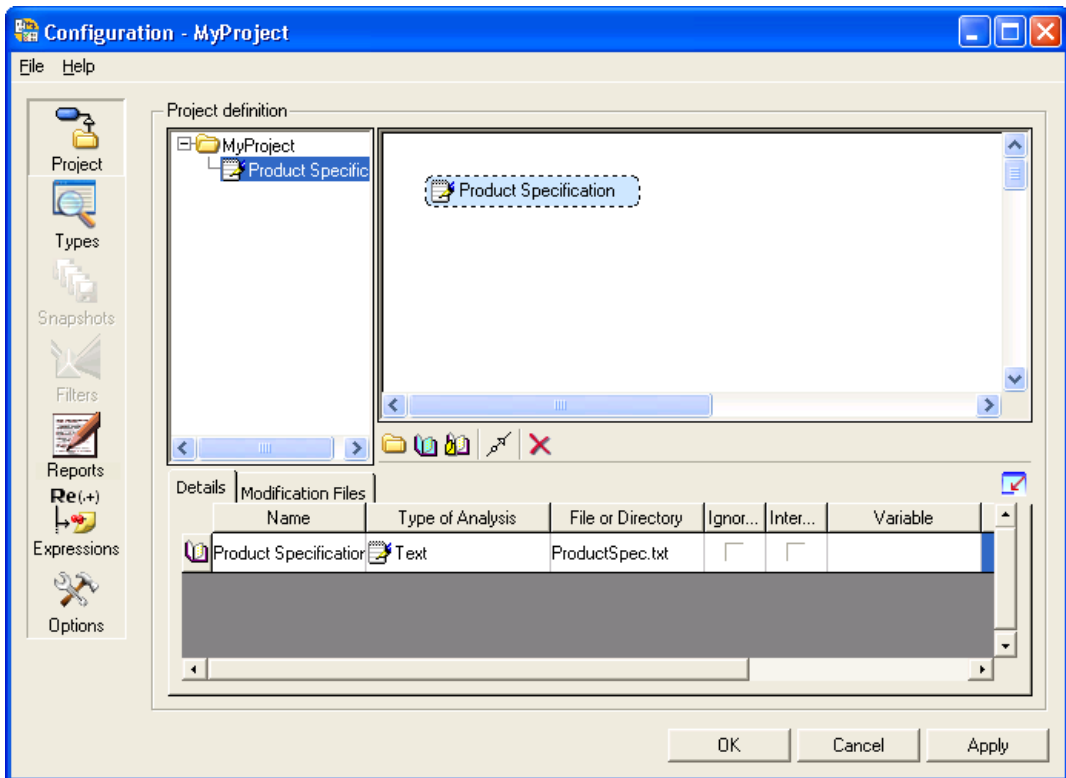 Configuration - MyProject
File Help
Project
Types
Snapshots
Filters
Reports
Re(.+)
Expressions
Options
Project definition
MyProject
Product Specific
Product Specification
Details Modification Files
Name Type of Analysis File or Directory Ignor... Inter... Variable
Product Specification Text ProductSpec.txt
OK Cancel Apply